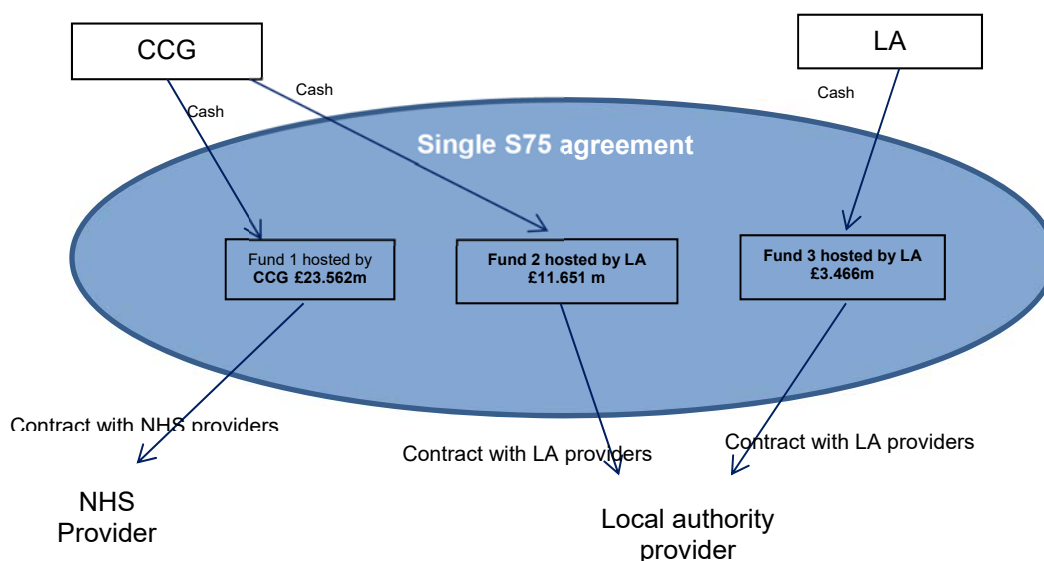 CCG
LA
Cash
Cash
Cash
Single S75 agreement
Fund 1 hosted by
CCG £23.562m
Fund 2 hosted by LA
£11.651 m
Fund 3 hosted by LA
£3.466m
Contract with NHS providers
Contract with LA providers
Contract with LA providers
NHS
Provider
Local authority
provider